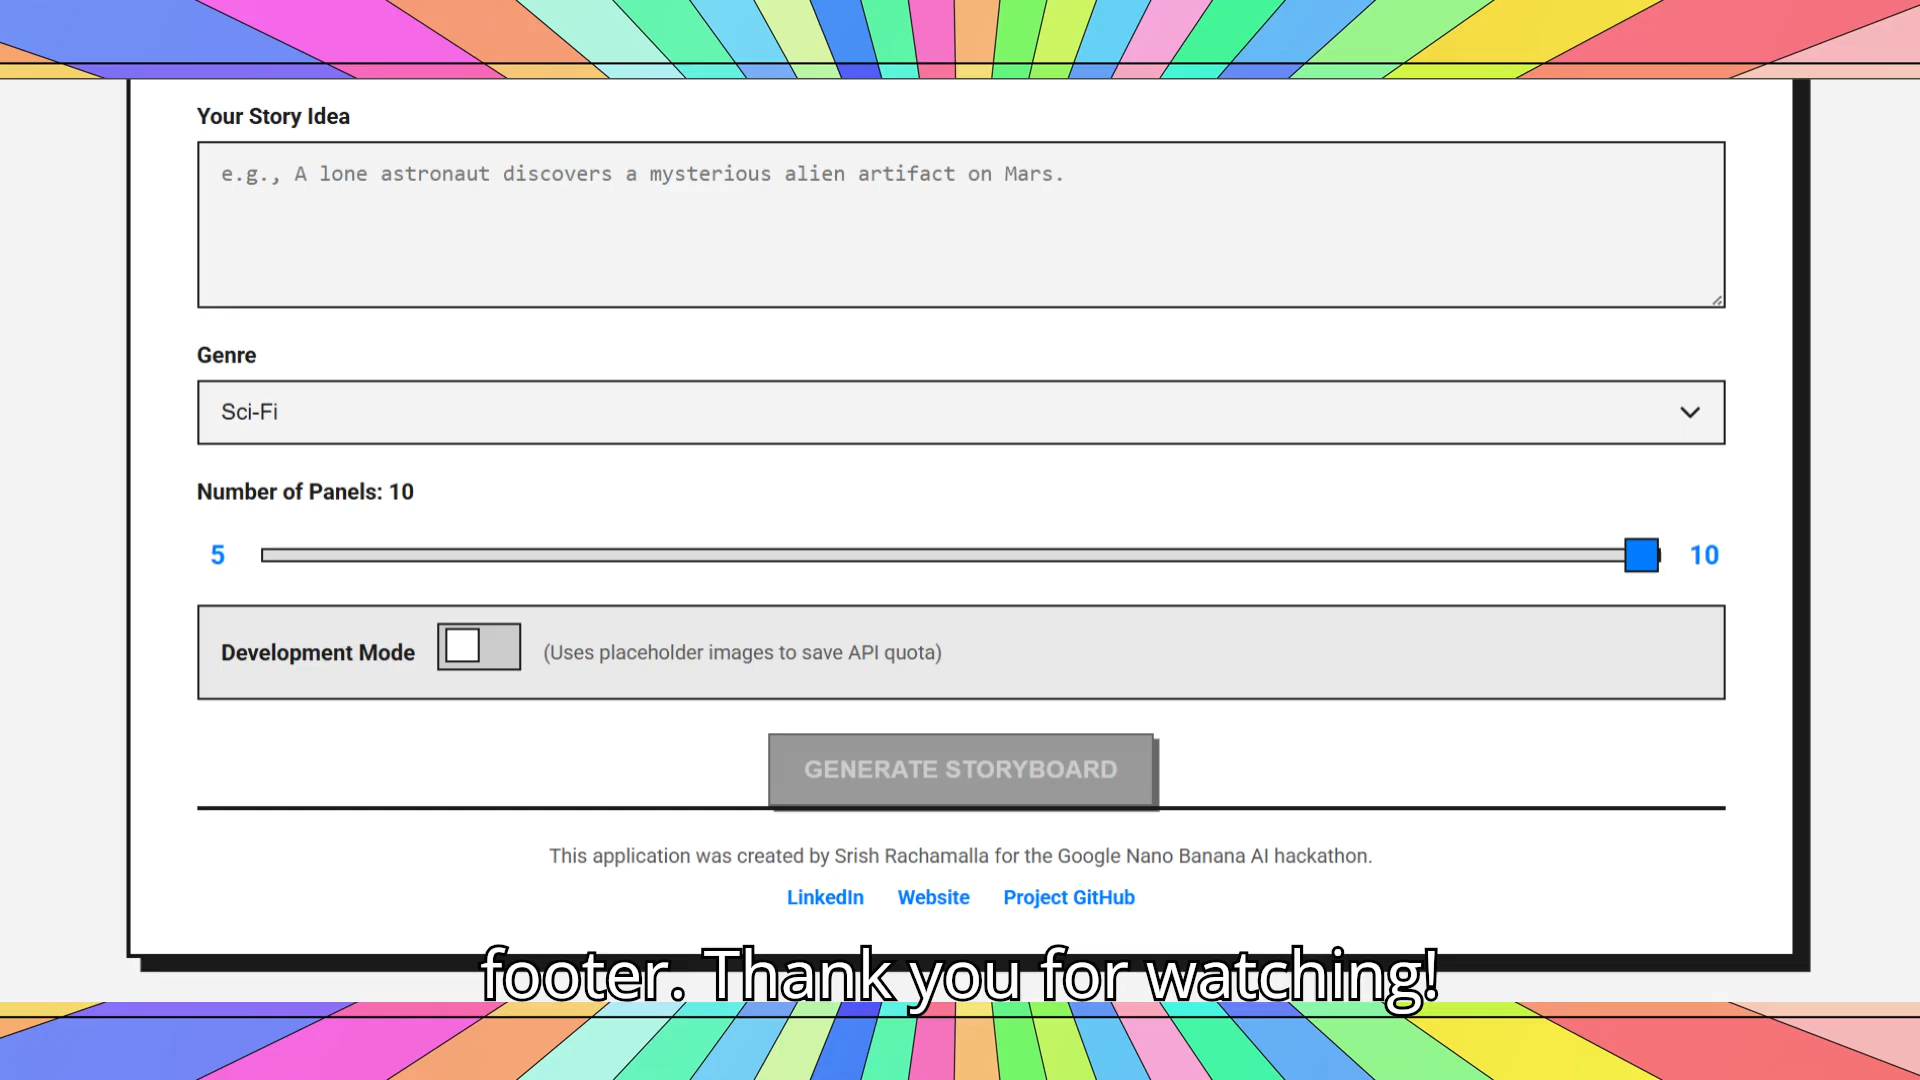 Your Story Idea
e.g., A lone astronaut discovers a mysterious alien artifact on Mars.
Genre
Sci-Fi
Number of Panels: 10
5
10
Development Mode
(Uses placeholder images to save API quota)
GENERATE STORYBOARD
This application was created by Srish Rachamalla for the Google Nano Banana AI hackathon.
LinkedIn Website Project GitHub
footer. Thank you for watching!